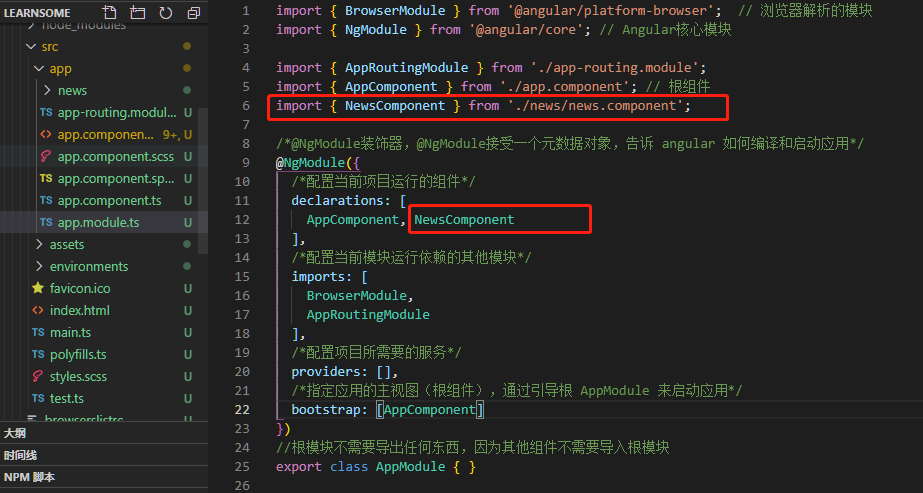 LEARNSOME
node_modules
src
app
news
TS app-routing.modul... U
<> app.componen... 9+, U
app.component.scss U
TS app.component.sp... U
TS app.component.ts U
TS app.module.ts U
assets
environments
favicon.ico U
<> index.html U
TS main.ts U
TS polyfills.ts U
styles.scss U
TS test.ts U
.browserslistrc U
大纲
时间线
NPM 脚本
1 import { BrowserModule } from '@angular/platform-browser';  // 浏览器解析的模块
2 import { NgModule } from '@angular/core'; // Angular核心模块
3
4 import { AppRoutingModule } from './app-routing.module';
5 import { AppComponent } from './app.component'; // 根组件
6 import { NewsComponent } from './news/news.component';
7
8 /*@NgModule装饰器，@NgModule接受一个元数据对象，告诉 angular 如何编译和启动应用*/
9 @NgModule({
10   /*配置当前项目运行的组件*/
11   declarations: [
12     AppComponent, NewsComponent
13   ],
14   /*配置当前模块运行依赖的其他模块*/
15   imports: [
16     BrowserModule,
17     AppRoutingModule
18   ],
19   /*配置项目所需要的服务*/
20   providers: [],
21   /*指定应用的主视图（根组件），通过引导根 AppModule 来启动应用*/
22   bootstrap: [AppComponent]
23 })
24 //根模块不需要导出任何东西，因为其他组件不需要导入根模块
25 export class AppModule { }
26